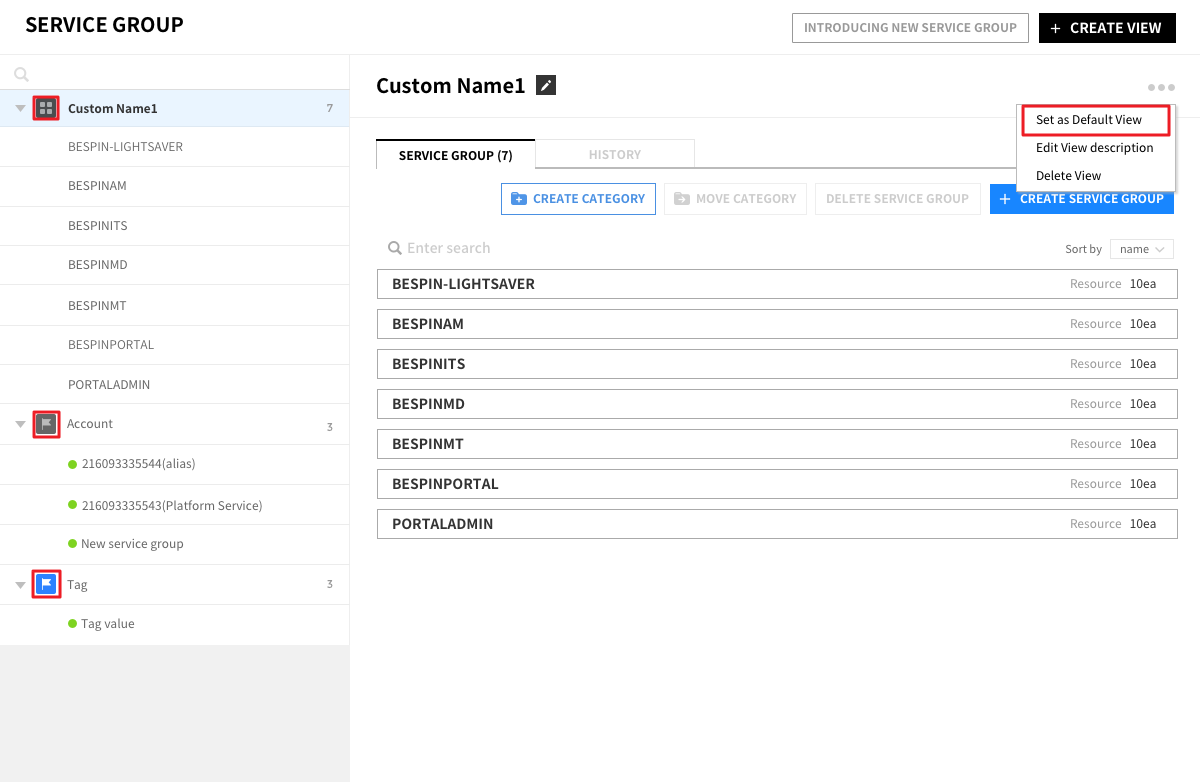 SERVICE GROUP
INTRODUCING NEW SERVICE GROUP
+ CREATE VIEW
Custom Name1 7
BESPIN-LIGHTSAVER
BESPINAM
BESPINITS
BESPINMD
BESPINMT
BESPINPORTAL
PORTALADMIN
Account 3
216093335544(alias)
216093335543(Platform Service)
New service group
Tag 3
Tag value
Custom Name1
Set as Default View
Edit View description
Delete View
SERVICE GROUP (7)
HISTORY
CREATE CATEGORY
MOVE CATEGORY
DELETE SERVICE GROUP
+ CREATE SERVICE GROUP
Enter search
Sort by name
BESPIN-LIGHTSAVER Resource 10ea
BESPINAM Resource 10ea
BESPINITS Resource 10ea
BESPINMD Resource 10ea
BESPINMT Resource 10ea
BESPINPORTAL Resource 10ea
PORTALADMIN Resource 10ea